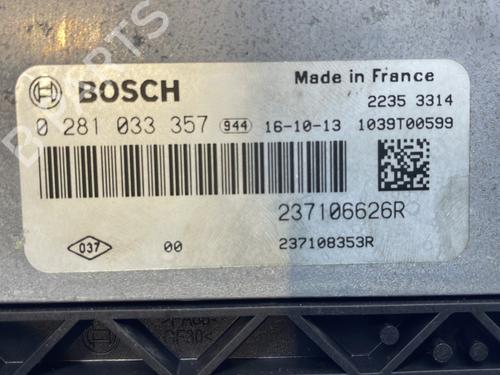 BOSCH
Made in France
2235 3314
0 281 033 357 944 16-10-13 1039T00599
237106626R
037 00 237108353R